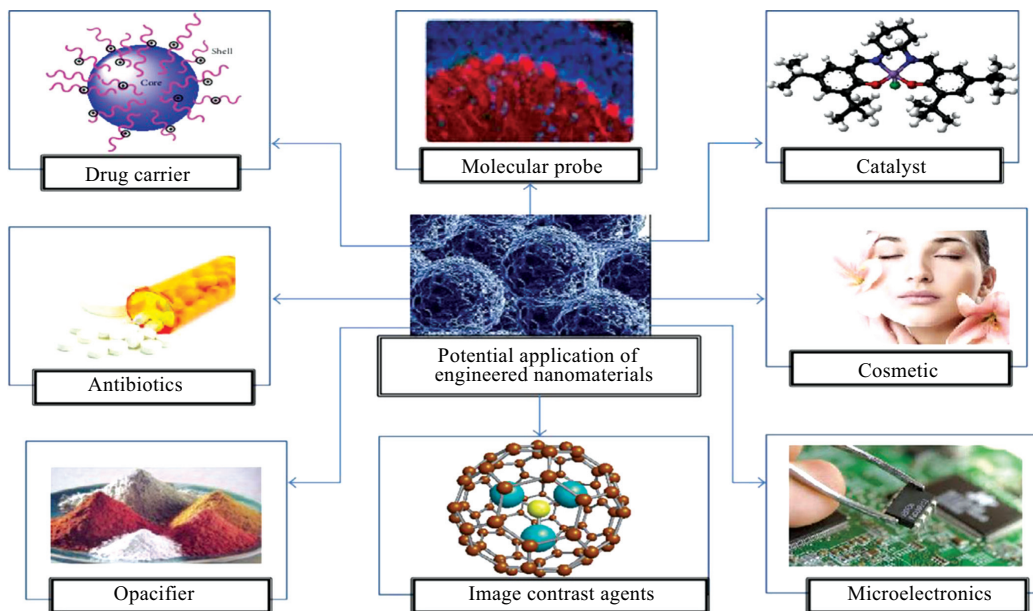 Shell
Core
Drug carrier
Molecular probe
Catalyst
Antibiotics
Potential application of
engineered nanomaterials
Cosmetic
Opacifier
Image contrast agents
Microelectronics